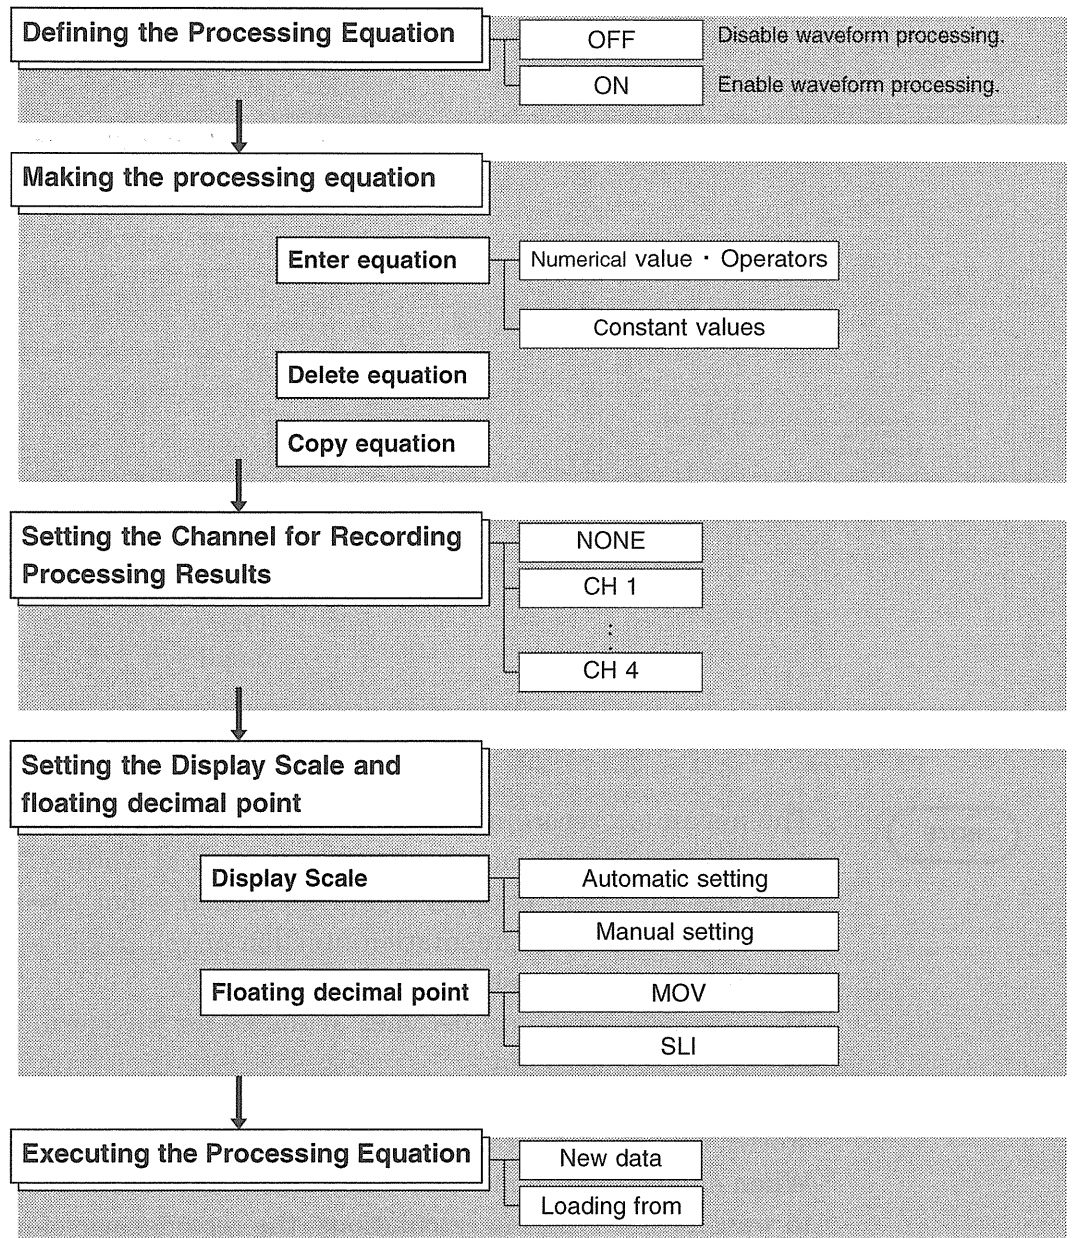 Defining the Processing Equation
OFF
Disable waveform processing.
ON
Enable waveform processing.
Making the processing equation
Enter equation
Numerical value · Operators
Constant values
Delete equation
Copy equation
Setting the Channel for Recording
Processing Results
NONE
CH 1
:
CH 4
Setting the Display Scale and
floating decimal point
Display Scale
Automatic setting
Manual setting
Floating decimal point
MOV
SLI
Executing the Processing Equation
New data
Loading from